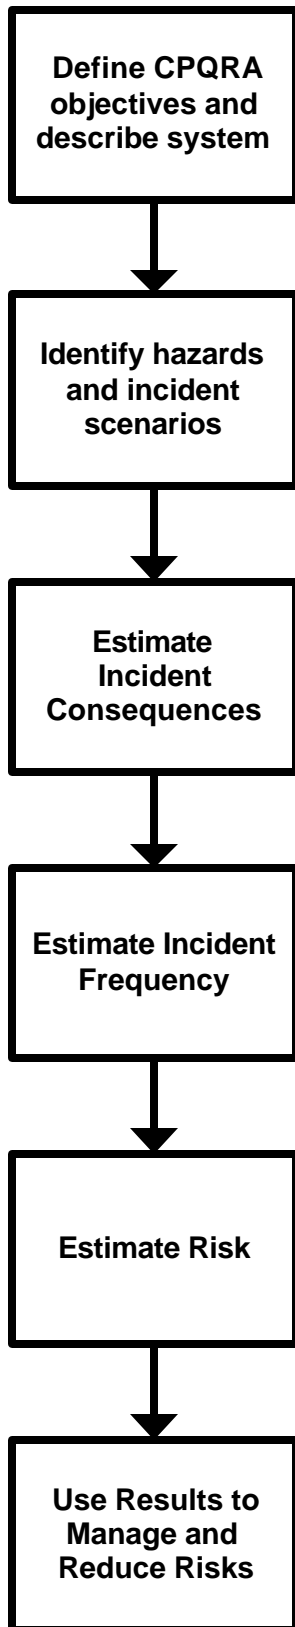 Define CPQRA
objectives and
describe system
Identify hazards
and incident
scenarios
Estimate
Incident
Consequences
Estimate Incident
Frequency
Estimate Risk
Use Results to
Manage and
Reduce Risks